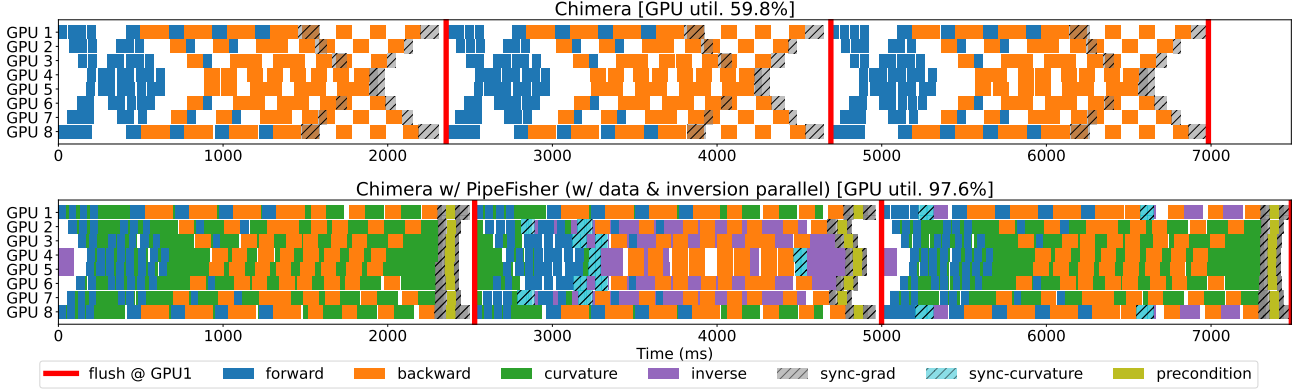 Chimera [GPU util. 59.8%]
GPU 1
GPU 2
GPU 3
GPU 4
GPU 5
GPU 6
GPU 7
GPU 8
0 1000 2000 3000 4000 5000 6000 7000
Chimera w/ PipeFisher (w/ data & inversion parallel) [GPU util. 97.6%]
GPU 1
GPU 2
GPU 3
GPU 4
GPU 5
GPU 6
GPU 7
GPU 8
0 1000 2000 3000 4000 5000 6000 7000
Time (ms)
flush @ GPU1 forward backward curvature inverse sync-grad sync-curvature precondition